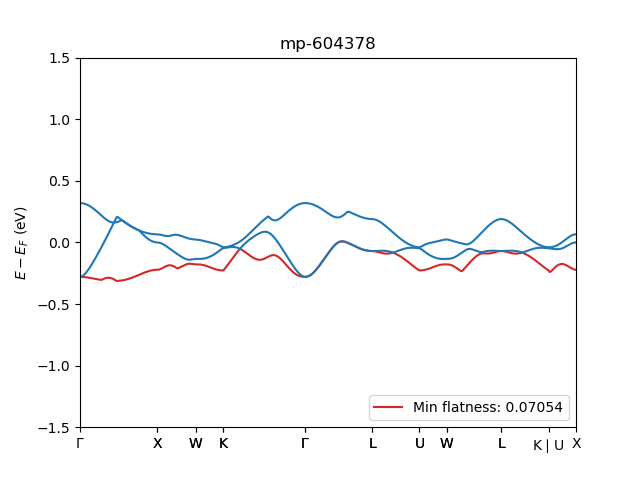 mp-604378
1.5
1.0
0.5
0.0
−0.5
−1.0
−1.5
E − E_F (eV)
Min flatness: 0.07054
Γ X W K Γ L U W L K | U X